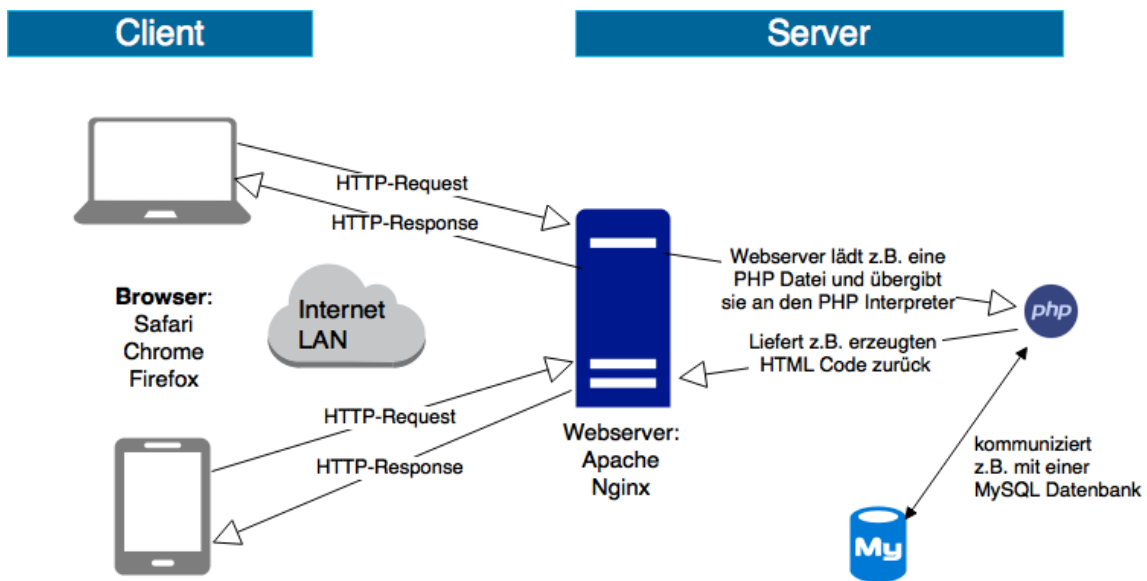 Client
Server
HTTP-Request
HTTP-Response
Browser:
Safari
Chrome
Firefox
Internet
LAN
Webserver lädt z.B. eine
PHP Datei und übergibt
sie an den PHP Interpreter
php
Liefert z.B. erzeugten
HTML Code zurück
HTTP-Request
HTTP-Response
Webserver:
Apache
Nginx
kommuniziert
z.B. mit einer
MySQL Datenbank
My